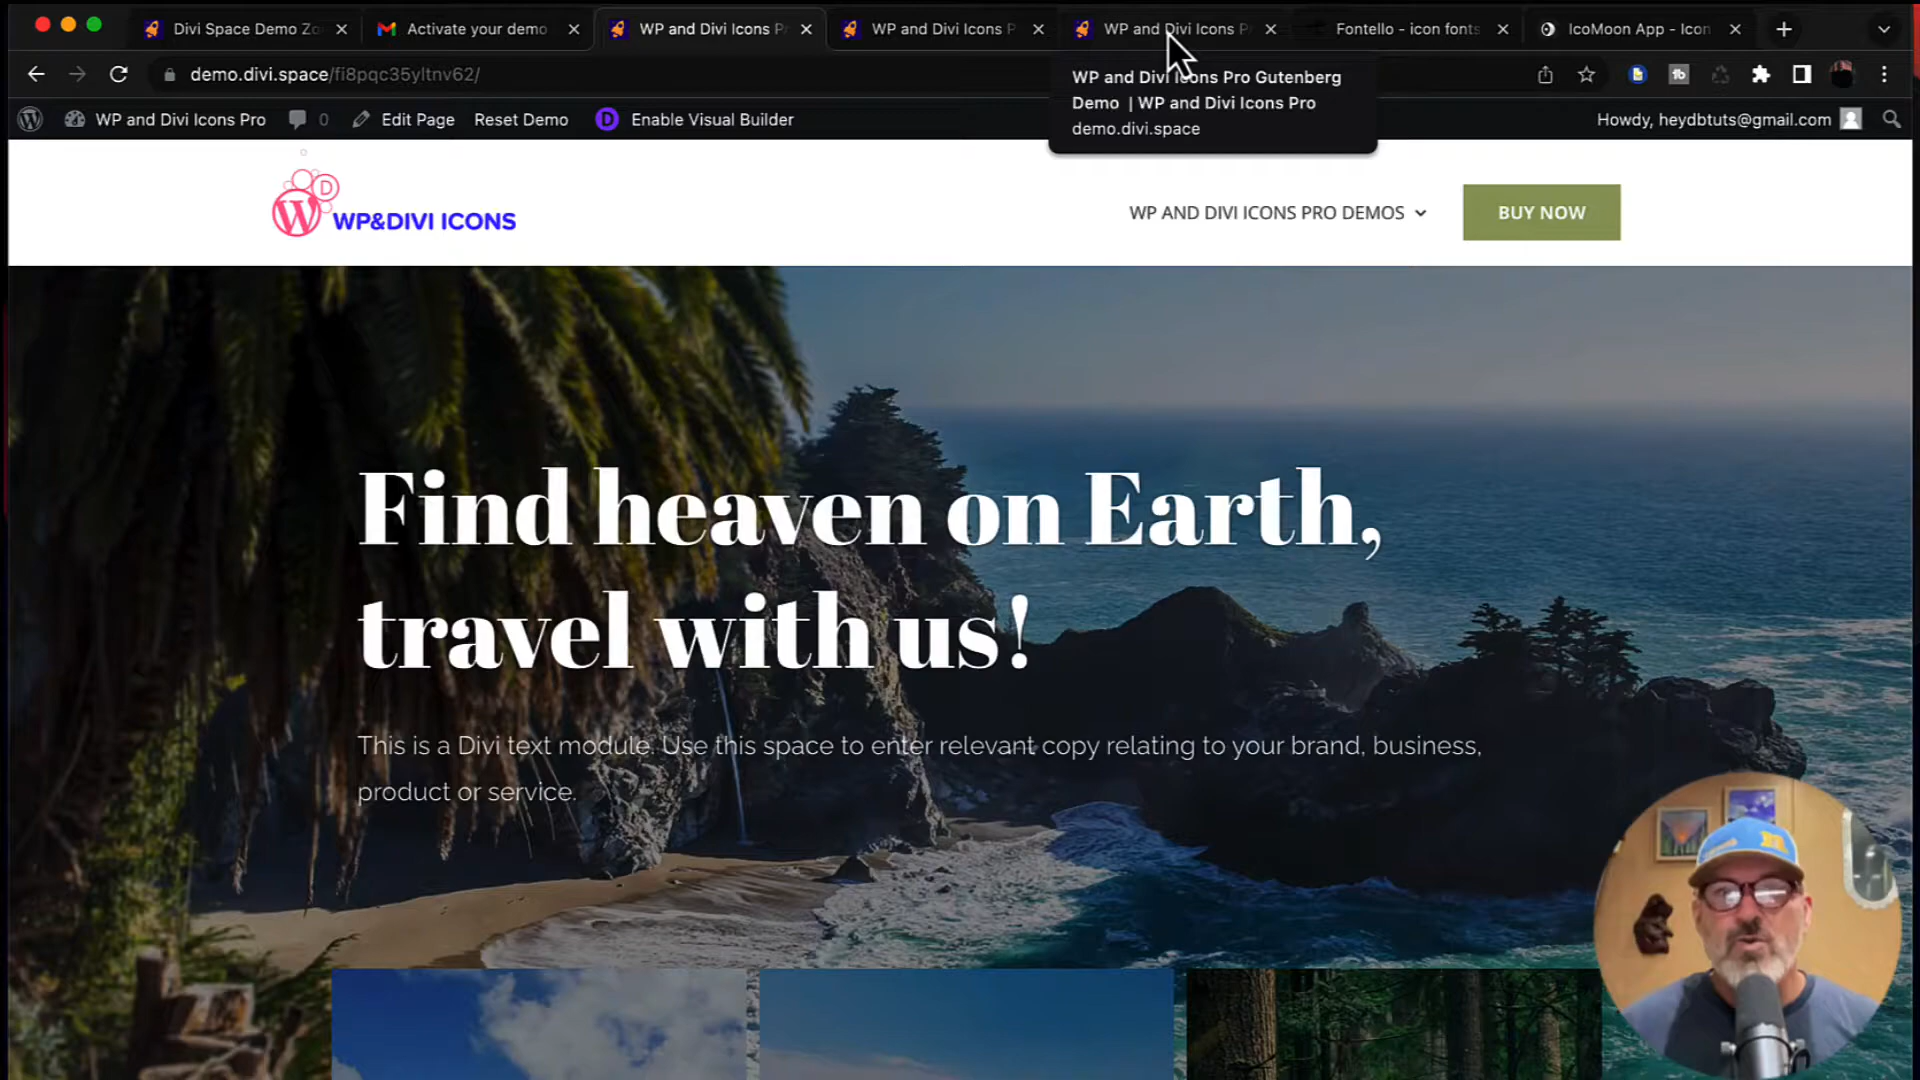 Divi Space Demo Zo
Activate your demo
WP and Divi Icons Pr
WP and Divi Icons P
WP and Divi Icons P
Fontello - icon fonts
IcoMoon App - Icon
demo.divi.space/fi8pqc35yltnv62/
WP and Divi Icons Pro Gutenberg
Demo | WP and Divi Icons Pro
demo.divi.space
WP and Divi Icons Pro
0
Edit Page
Reset Demo
D
Enable Visual Builder
Howdy, heydbtuts@gmail.com
W
D
WP&DIVI ICONS
WP AND DIVI ICONS PRO DEMOS
BUY NOW
Find heaven on Earth,
travel with us!
This is a Divi text module. Use this space to enter relevant copy relating to your brand, business,
product or service.